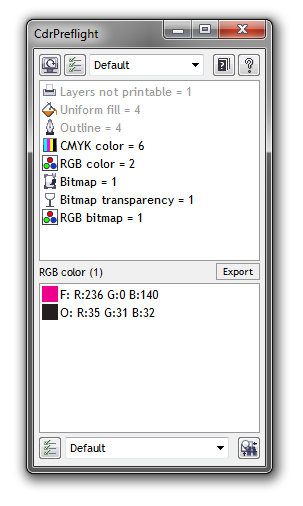 CdrPreflight
Default
Layers not printable = 1
Uniform fill = 4
Outline = 4
CMYK color = 6
RGB color = 2
Bitmap = 1
Bitmap transparency = 1
RGB bitmap = 1
RGB color (1)
Export
F: R:236 G:0 B:140
O: R:35 G:31 B:32
Default